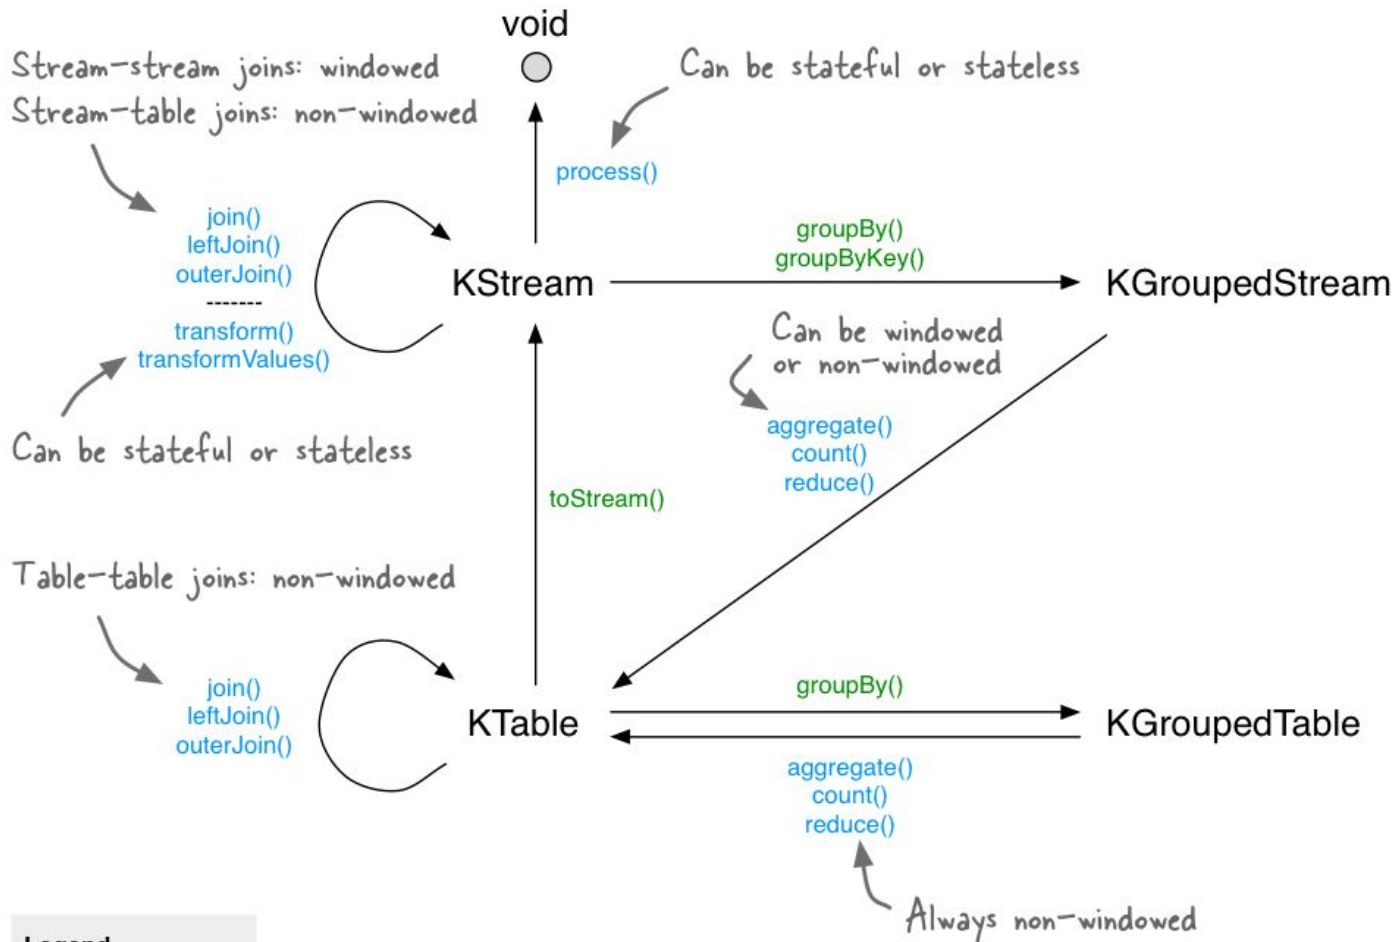 void
Stream-stream joins: windowed
Stream-table joins: non-windowed
Can be stateful or stateless
process()
join()
leftJoin()
outerJoin()
-------
transform()
transformValues()
groupBy()
groupByKey()
KStream
KGroupedStream
Can be windowed
or non-windowed
aggregate()
count()
reduce()
Can be stateful or stateless
toStream()
Table-table joins: non-windowed
join()
leftJoin()
outerJoin()
groupBy()
KTable
KGroupedTable
aggregate()
count()
reduce()
Always non-windowed
Legend